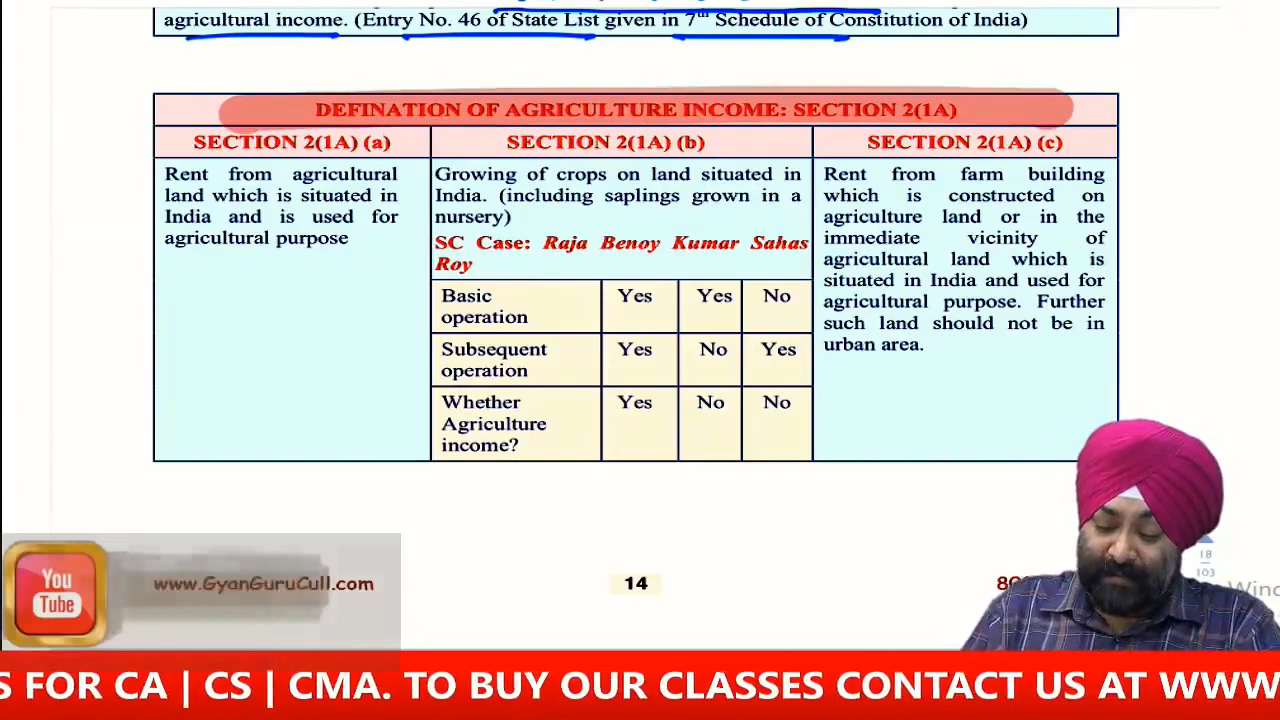 agricultural income. (Entry No. 46 of State List given in 7th Schedule of Constitution of India)
DEFINATION OF AGRICULTURE INCOME: SECTION 2(1A)
SECTION 2(1A) (a)
SECTION 2(1A) (b)
SECTION 2(1A) (c)
Rent from agricultural
land which is situated in
India and is used for
agricultural purpose
Growing of crops on land situated in
India. (including saplings grown in a
nursery)
SC Case: Raja Benoy Kumar Sahas
Roy
Basic
operation
Yes
Yes
No
Subsequent
operation
Yes
No
Yes
Whether
Agriculture
income?
Yes
No
No
Rent from farm building
which is constructed on
agriculture land or in the
immediate vicinity of
agricultural land which is
situated in India and used for
agricultural purpose. Further
such land should not be in
urban area.
18
103
You
Tube
www.GyanGuruCull.com
14
S FOR CA | CS | CMA. TO BUY OUR CLASSES CONTACT US AT WWW